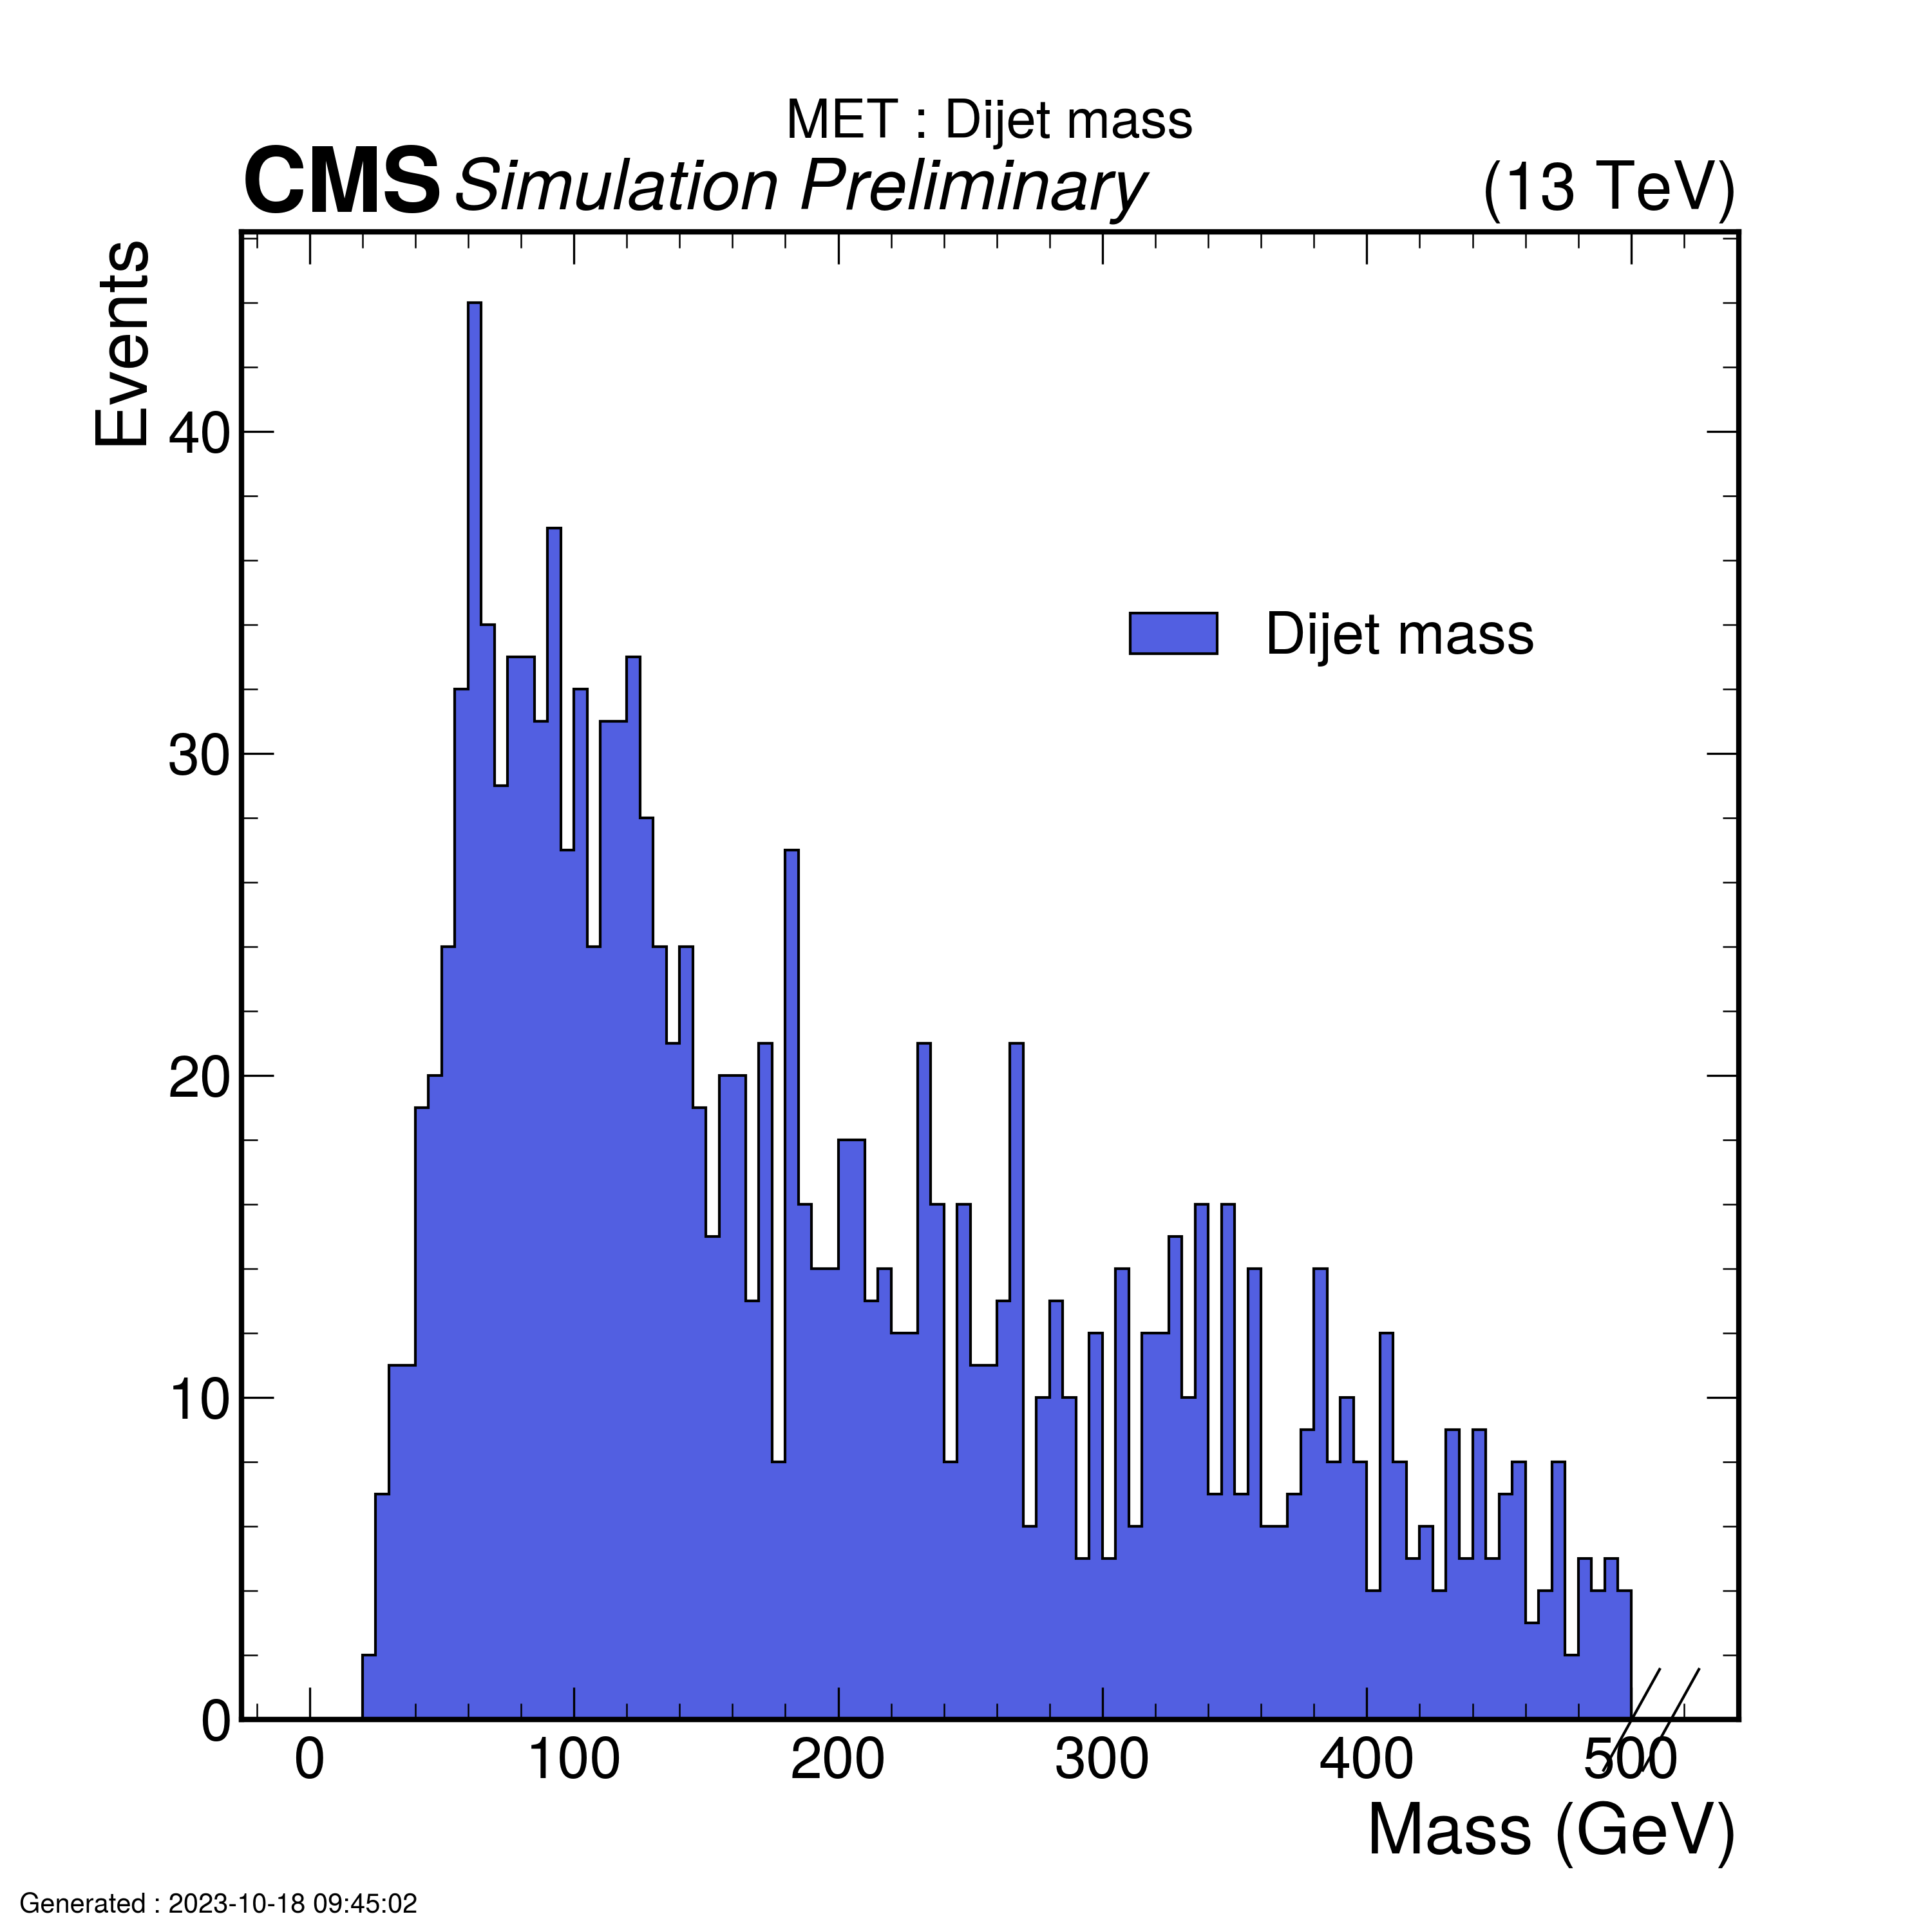 MET : Dijet mass
CMS Simulation Preliminary (13 TeV)
Events
40
30
20
10
0
Dijet mass
0 100 200 300 400 500
Mass (GeV)
Generated : 2023-10-18 09:45:02